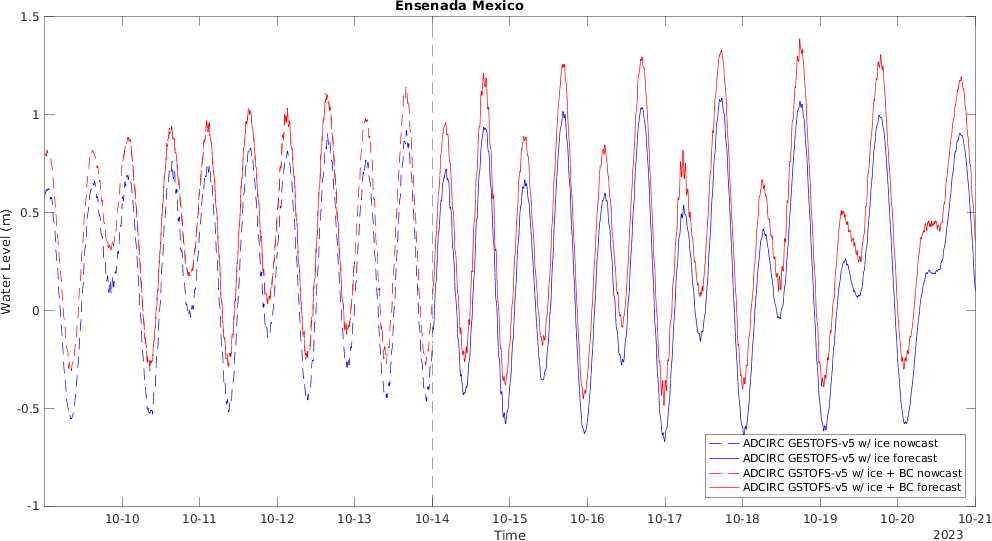 Ensenada Mexico
1.5
1
0.5
0
-0.5
-1
Water Level (m)
ADCIRC GESTOFS-v5 w/ ice nowcast
ADCIRC GESTOFS-v5 w/ ice forecast
ADCIRC GSTOFS-v5 w/ ice + BC nowcast
ADCIRC GSTOFS-v5 w/ ice + BC forecast
10-10 10-11 10-12 10-13 10-14 10-15 10-16 10-17 10-18 10-19 10-20 10-21
Time
2023